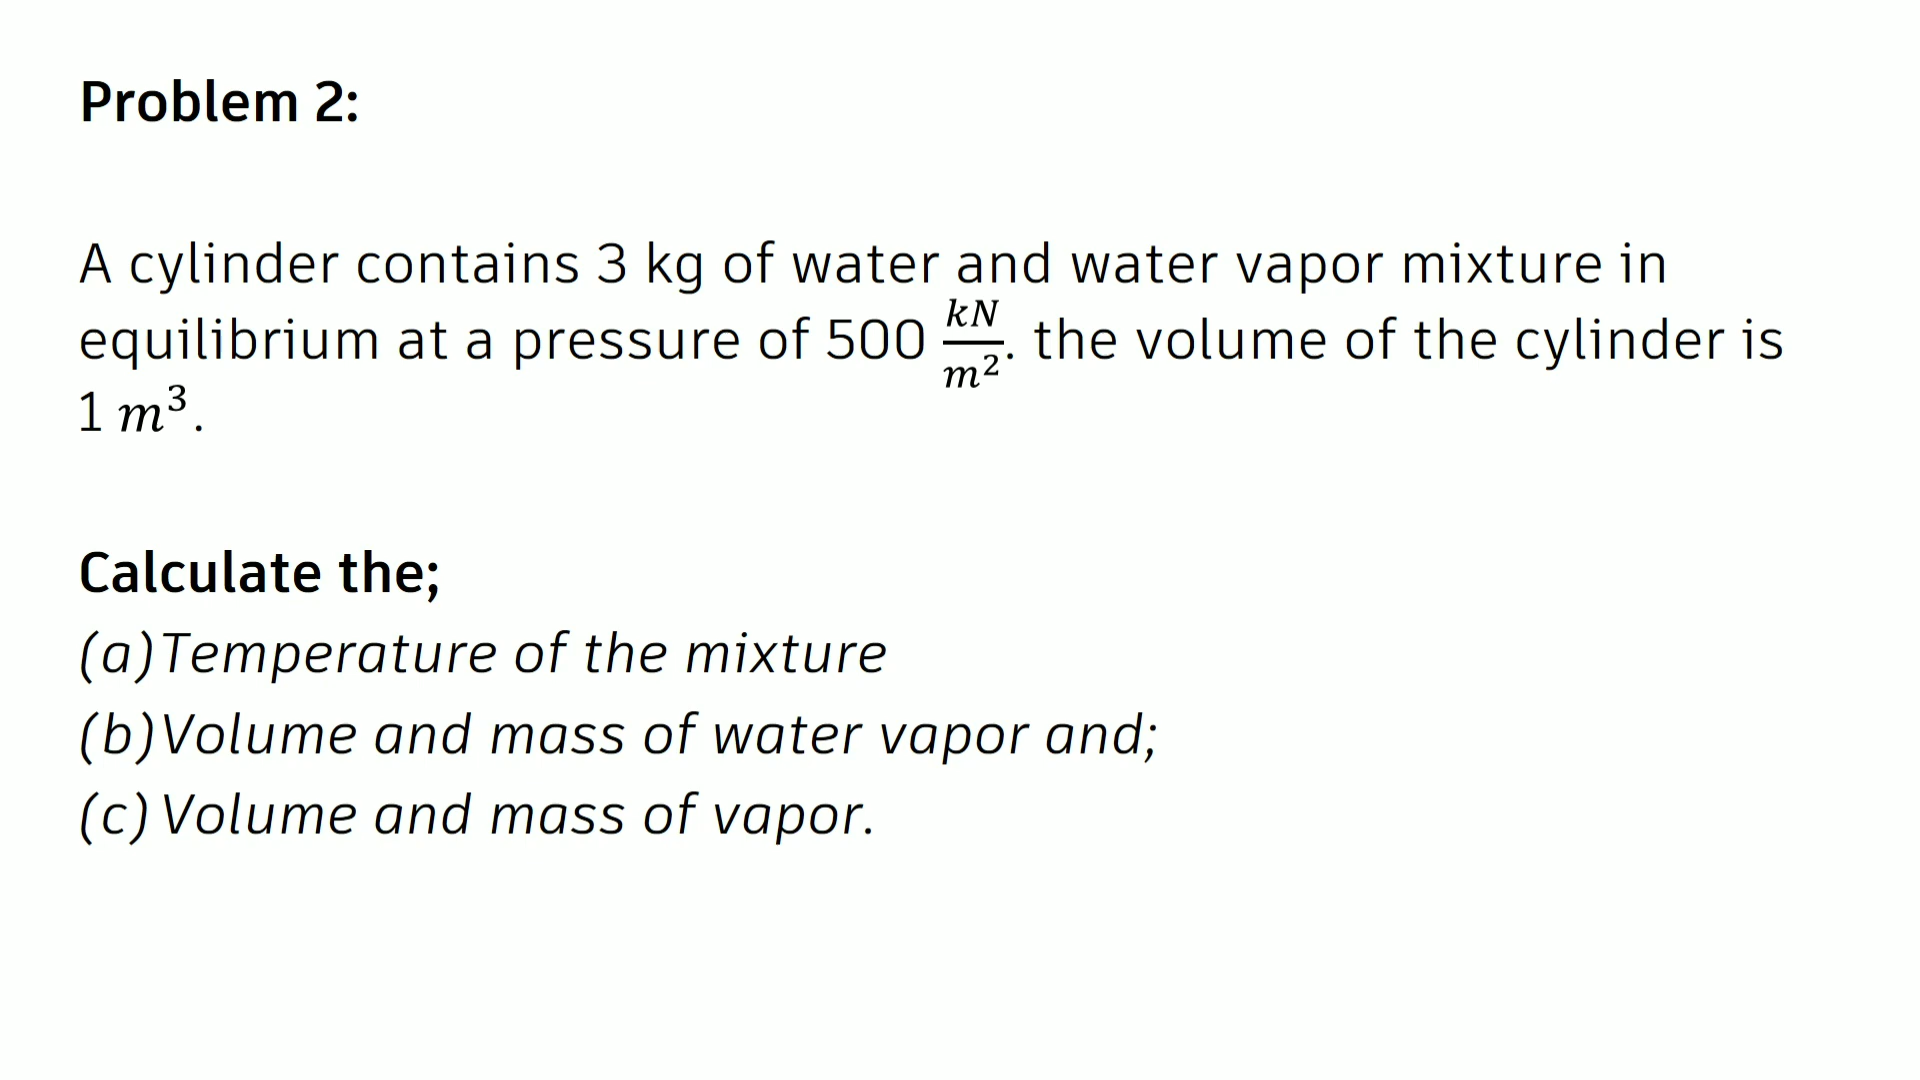 Problem 2:
A cylinder contains 3 kg of water and water vapor mixture in
equilibrium at a pressure of 500 kN/m². the volume of the cylinder is
1 m³.
Calculate the;
(a)Temperature of the mixture
(b)Volume and mass of water vapor and;
(c) Volume and mass of vapor.